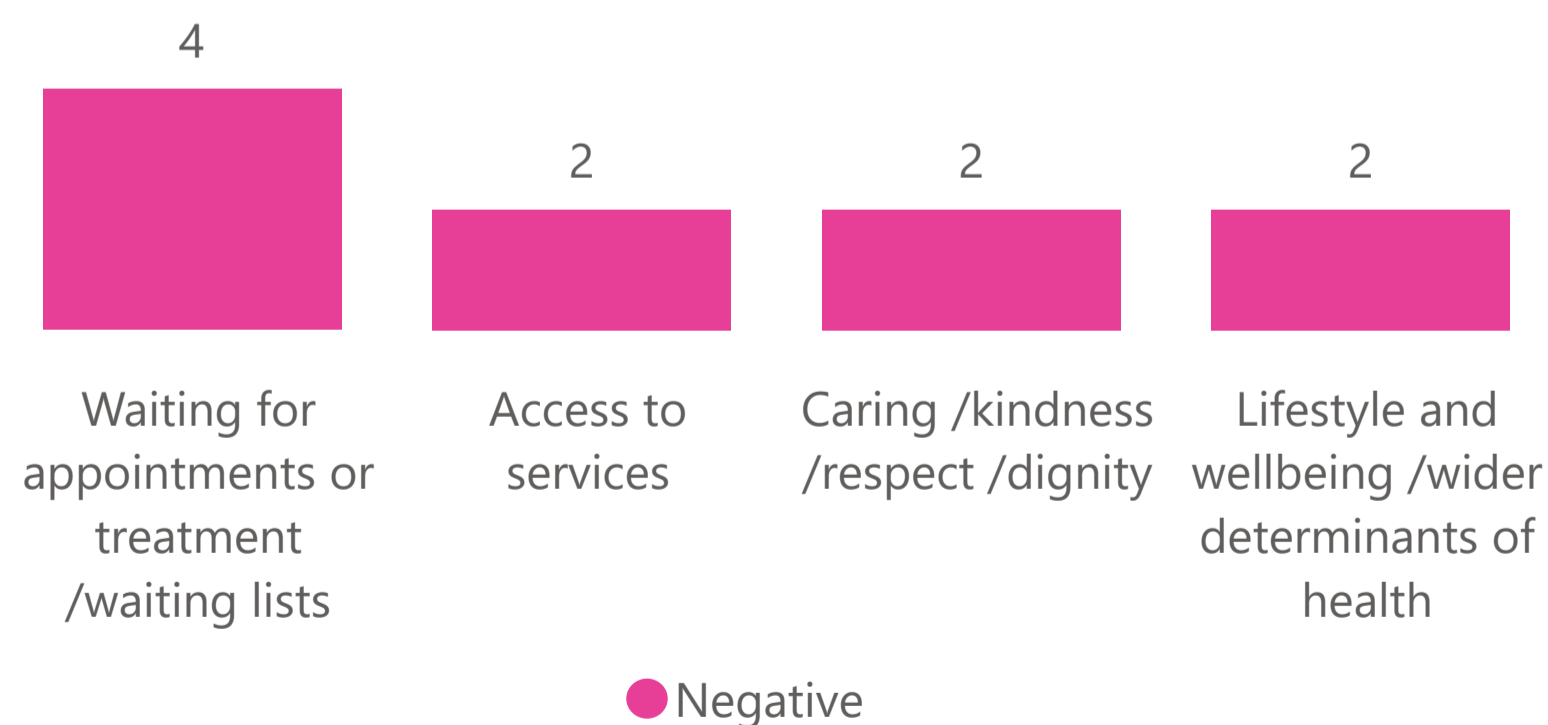 4
2
2
2
Waiting for
appointments or
treatment
/waiting lists
Access to
services
Caring /kindness
/respect /dignity
Lifestyle and
wellbeing /wider
determinants of
health
Negative